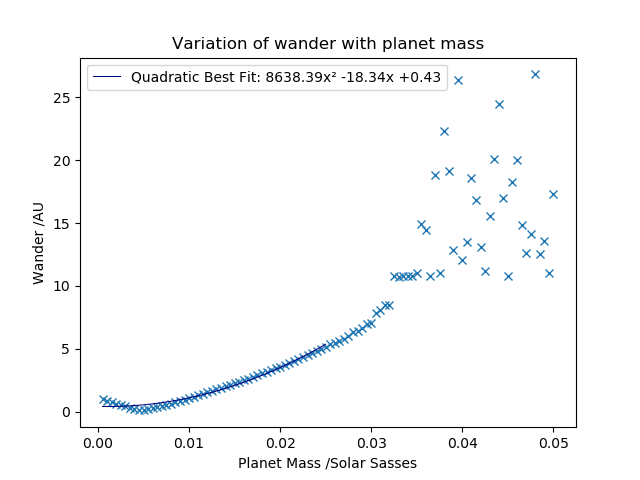 Variation of wander with planet mass
Quadratic Best Fit: 8638.39x² -18.34x +0.43
25
20
15
10
5
0
Wander /AU
0.00 0.01 0.02 0.03 0.04 0.05
Planet Mass /Solar Sasses